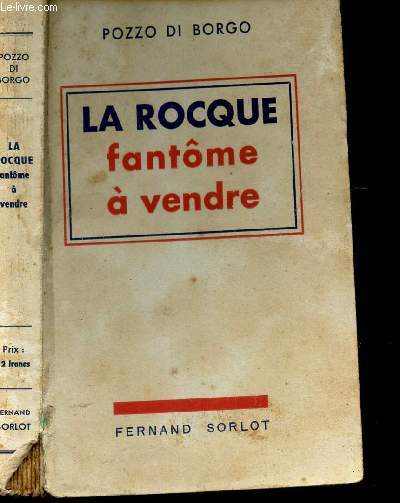 Le-livre.com
POZZO
DI
BORGO
LA
ROCQUE
fantôme
à
vendre
Prix :
2 francs
FERNAND
SORLOT
POZZO DI BORGO
LA ROCQUE
fantôme
à vendre
FERNAND SORLOT